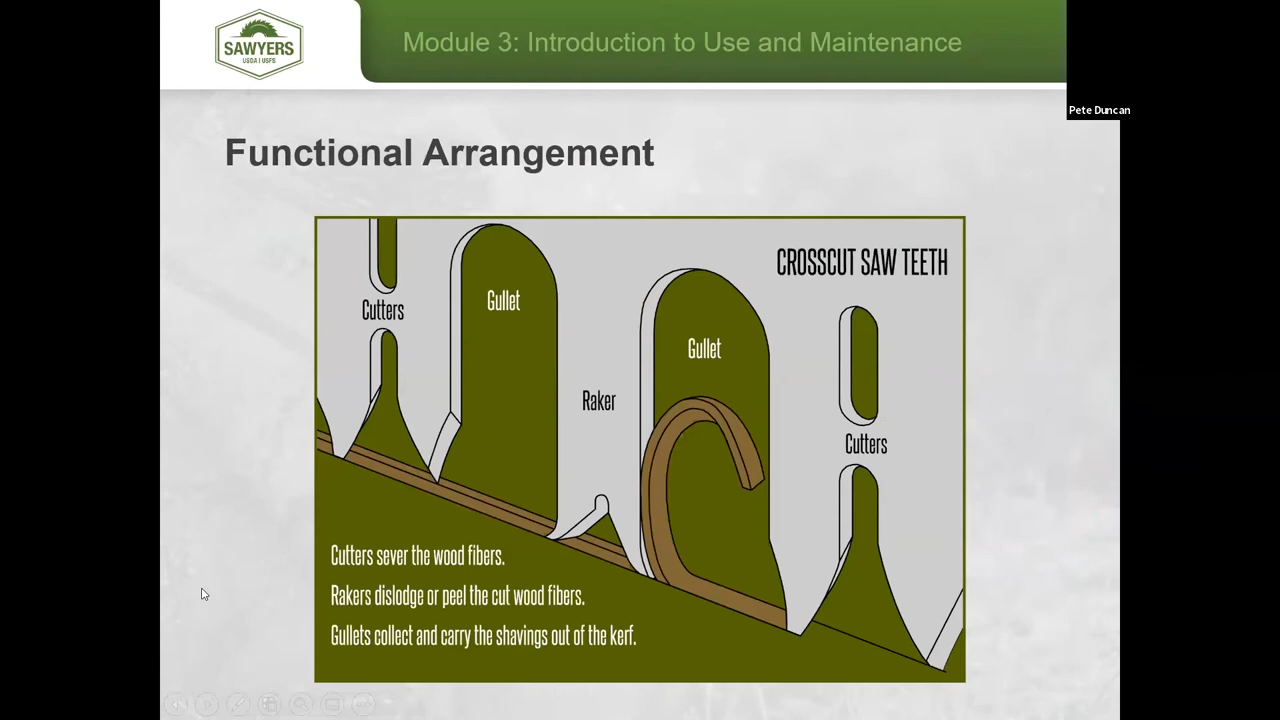 SAWYERS
USDA | USFS
Module 3: Introduction to Use and Maintenance
Pete Duncan
Functional Arrangement
CROSSCUT SAW TEETH
Cutters
Gullet
Gullet
Raker
Cutters
Cutters sever the wood fibers.
Rakers dislodge or peel the cut wood fibers.
Gullets collect and carry the shavings out of the kerf.